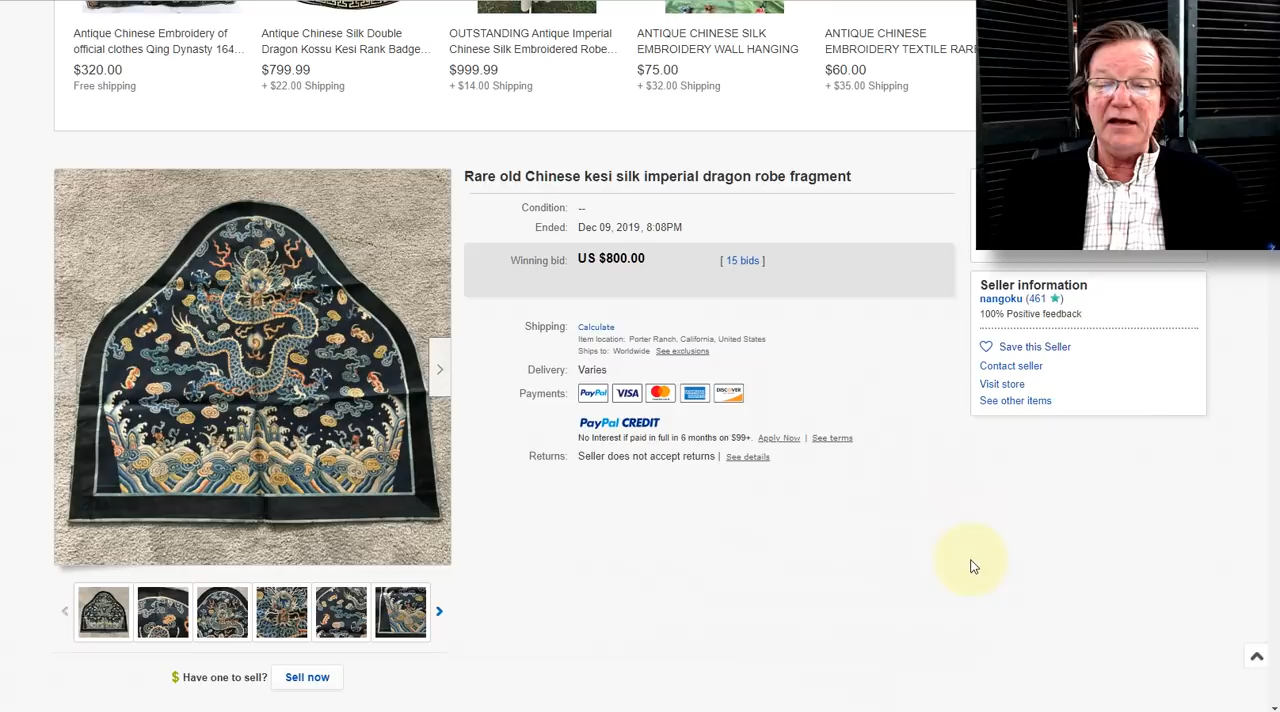 Antique Chinese Embroidery of
official clothes Qing Dynasty 164...
$320.00
Free shipping
Antique Chinese Silk Double
Dragon Kossu Kesi Rank Badge...
$799.99
+ $22.00 Shipping
OUTSTANDING Antique Imperial
Chinese Silk Embroidered Robe...
$999.99
+ $14.00 Shipping
ANTIQUE CHINESE SILK
EMBROIDERY WALL HANGING
$75.00
+ $32.00 Shipping
ANTIQUE CHINESE
EMBROIDERY TEXTILE RARE
$60.00
+ $35.00 Shipping
Rare old Chinese kesi silk imperial dragon robe fragment
Condition: --
Ended: Dec 09, 2019, 8:08PM
Winning bid: US $800.00 [ 15 bids ]
Shipping: Calculate
Item location: Porter Ranch, California, United States
Ships to: Worldwide See exclusions
Delivery: Varies
Payments: PayPal VISA MasterCard AMERICAN EXPRESS DISCOVER
PayPal CREDIT
No Interest if paid in full in 6 months on $99+. Apply Now | See terms
Returns: Seller does not accept returns | See details
Seller information
nangoku (461 )
100% Positive feedback
Save this Seller
Contact seller
Visit store
See other items
$ Have one to sell? Sell now